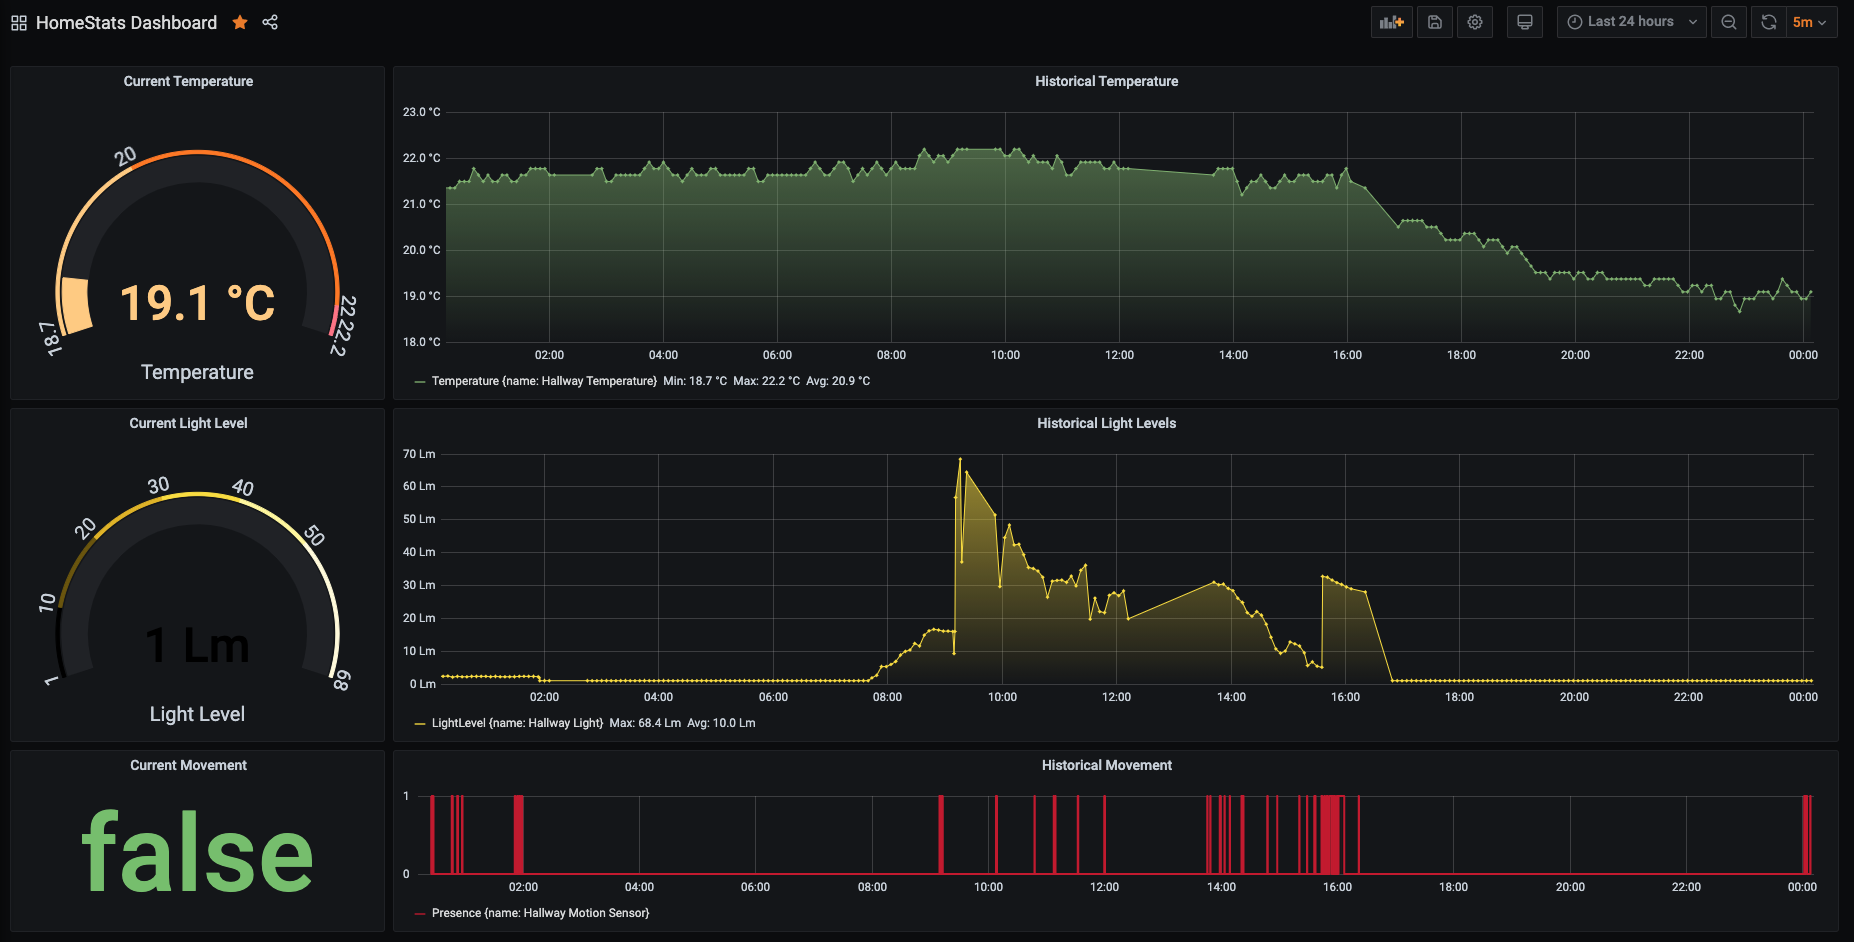 HomeStats Dashboard
Last 24 hours
5m
Current Temperature
20
18.7
22.2
22.2
19.1 °C
Temperature
Historical Temperature
23.0 °C
22.0 °C
21.0 °C
20.0 °C
19.0 °C
18.0 °C
02:00 04:00 06:00 08:00 10:00 12:00 14:00 16:00 18:00 20:00 22:00 00:00
Temperature {name: Hallway Temperature} Min: 18.7 °C Max: 22.2 °C Avg: 20.9 °C
Current Light Level
1
10
20
30
40
50
68
1 Lm
Light Level
Historical Light Levels
70 Lm
60 Lm
50 Lm
40 Lm
30 Lm
20 Lm
10 Lm
0 Lm
02:00 04:00 06:00 08:00 10:00 12:00 14:00 16:00 18:00 20:00 22:00 00:00
LightLevel {name: Hallway Light} Max: 68.4 Lm Avg: 10.0 Lm
Current Movement
false
Historical Movement
1
0
02:00 04:00 06:00 08:00 10:00 12:00 14:00 16:00 18:00 20:00 22:00 00:00
Presence {name: Hallway Motion Sensor}